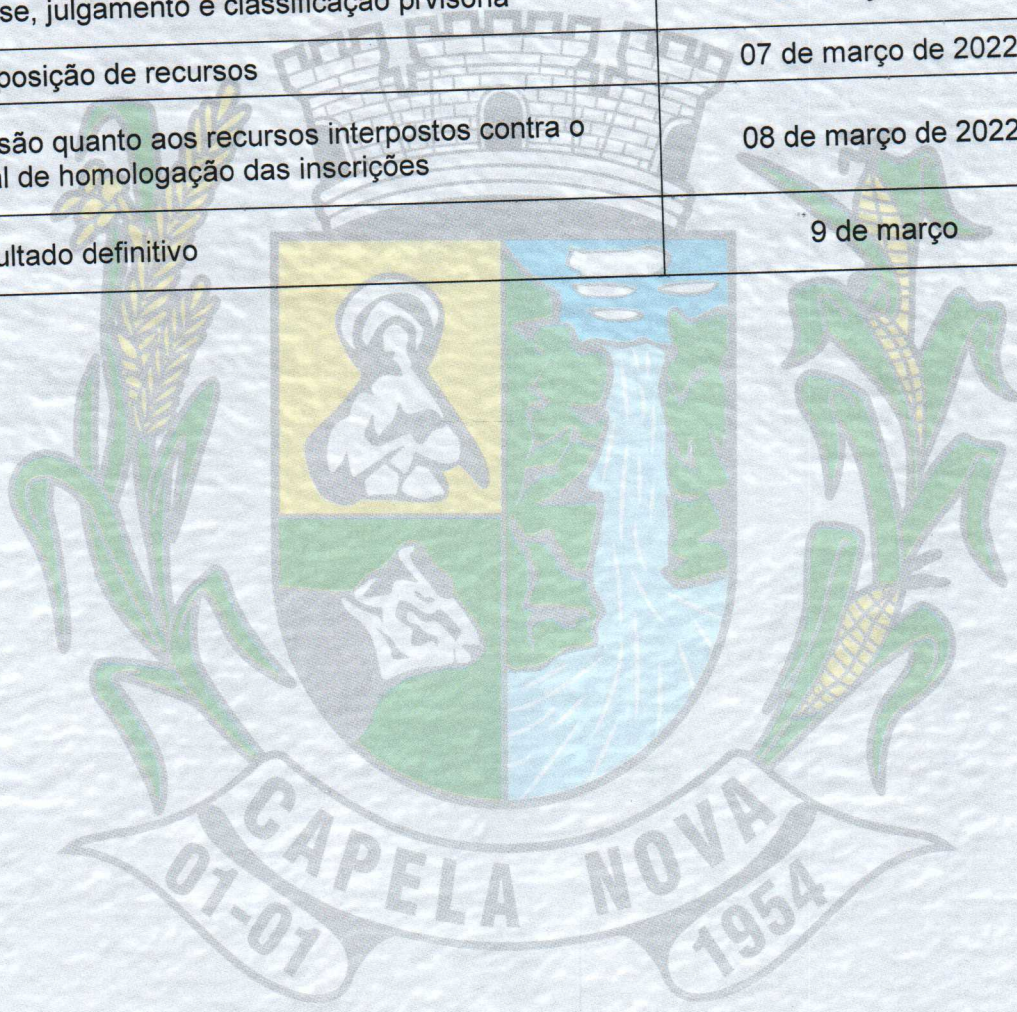 se, julgamento e classificação prvisória
posição de recursos
07 de março de 2022
são quanto aos recursos interpostos contra o
al de homologação das inscrições
08 de março de 2022
ultado definitivo
9 de março
CAPELA NOVA
01-01
1954